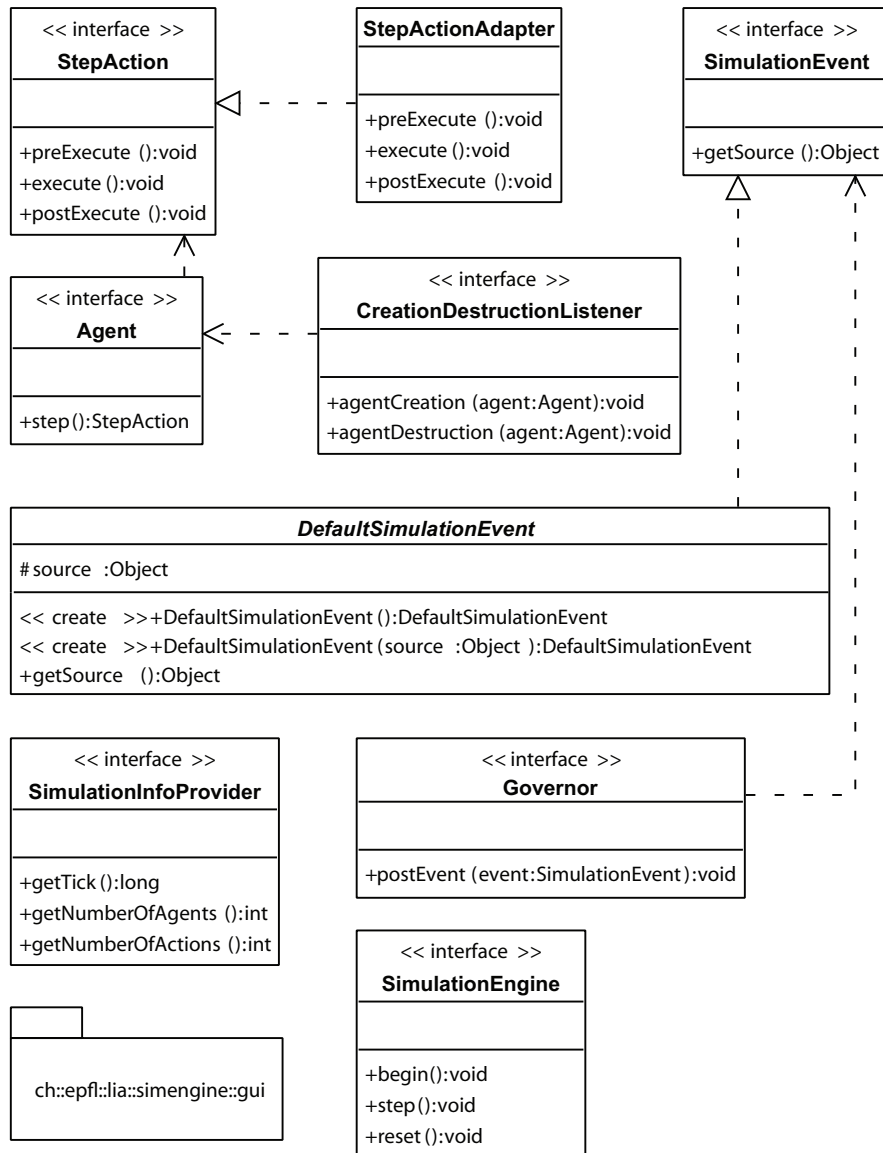 << interface >>
StepAction
+preExecute ():void
+execute():void
+postExecute ():void
StepActionAdapter
+preExecute ():void
+execute ():void
+postExecute ():void
<< interface >>
SimulationEvent
+getSource ():Object
<< interface >>
Agent
+step():StepAction
<< interface >>
CreationDestructionListener
+agentCreation (agent:Agent):void
+agentDestruction (agent:Agent):void
DefaultSimulationEvent
#source :Object
<< create >>+DefaultSimulationEvent():DefaultSimulationEvent
<< create >>+DefaultSimulationEvent(source :Object ):DefaultSimulationEvent
+getSource ():Object
<< interface >>
SimulationInfoProvider
+getTick():long
+getNumberOfAgents ():int
+getNumberOfActions ():int
<< interface >>
Governor
+postEvent (event:SimulationEvent):void
<< interface >>
SimulationEngine
+begin():void
+step():void
+reset():void
ch::epfl::lia::simengine::gui